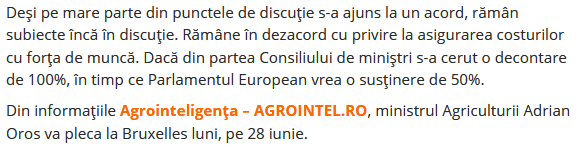 Deși pe mare parte din punctele de discuție s-a ajuns la un acord, rămân
subiecte încă în discuție. Rămâne în dezacord cu privire la asigurarea costurilor
cu forța de muncă. Dacă din partea Consiliului de miniștri s-a cerut o decontare
de 100%, în timp ce Parlamentul European vrea o susținere de 50%.
Din informațiile Agrointeligența – AGROINTEL.RO, ministrul Agriculturii Adrian
Oros va pleca la Bruxelles luni, pe 28 iunie.